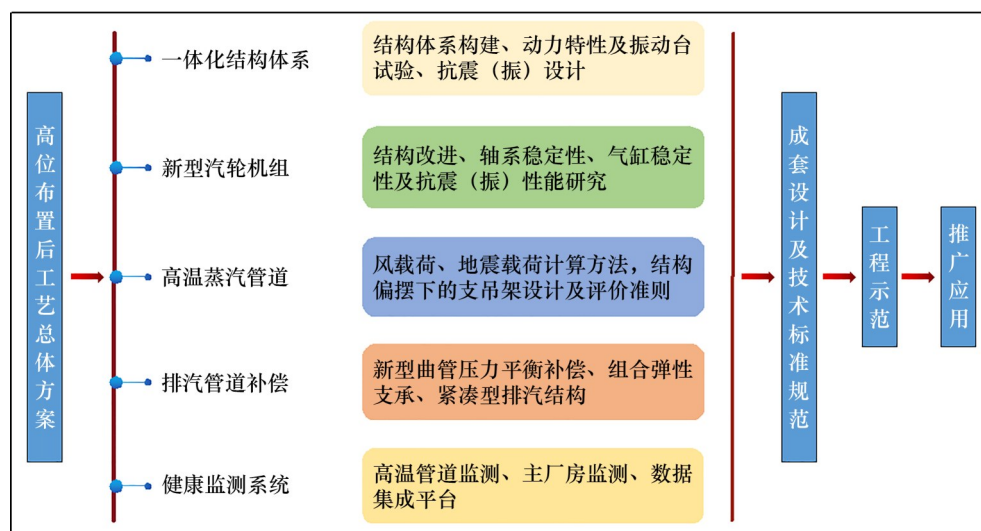 高位布置后工艺总体方案
一体化结构体系
结构体系构建、动力特性及振动台
试验、抗震（振）设计
新型汽轮机组
结构改进、轴系稳定性、气缸稳定
性及抗震（振）性能研究
高温蒸汽管道
风载荷、地震载荷计算方法，结构
偏摆下的支吊架设计及评价准则
排汽管道补偿
新型曲管压力平衡补偿、组合弹性
支承、紧凑型排汽结构
健康监测系统
高温管道监测、主厂房监测、数据
集成平台
成套设计及技术标准规范
工程示范
推广应用